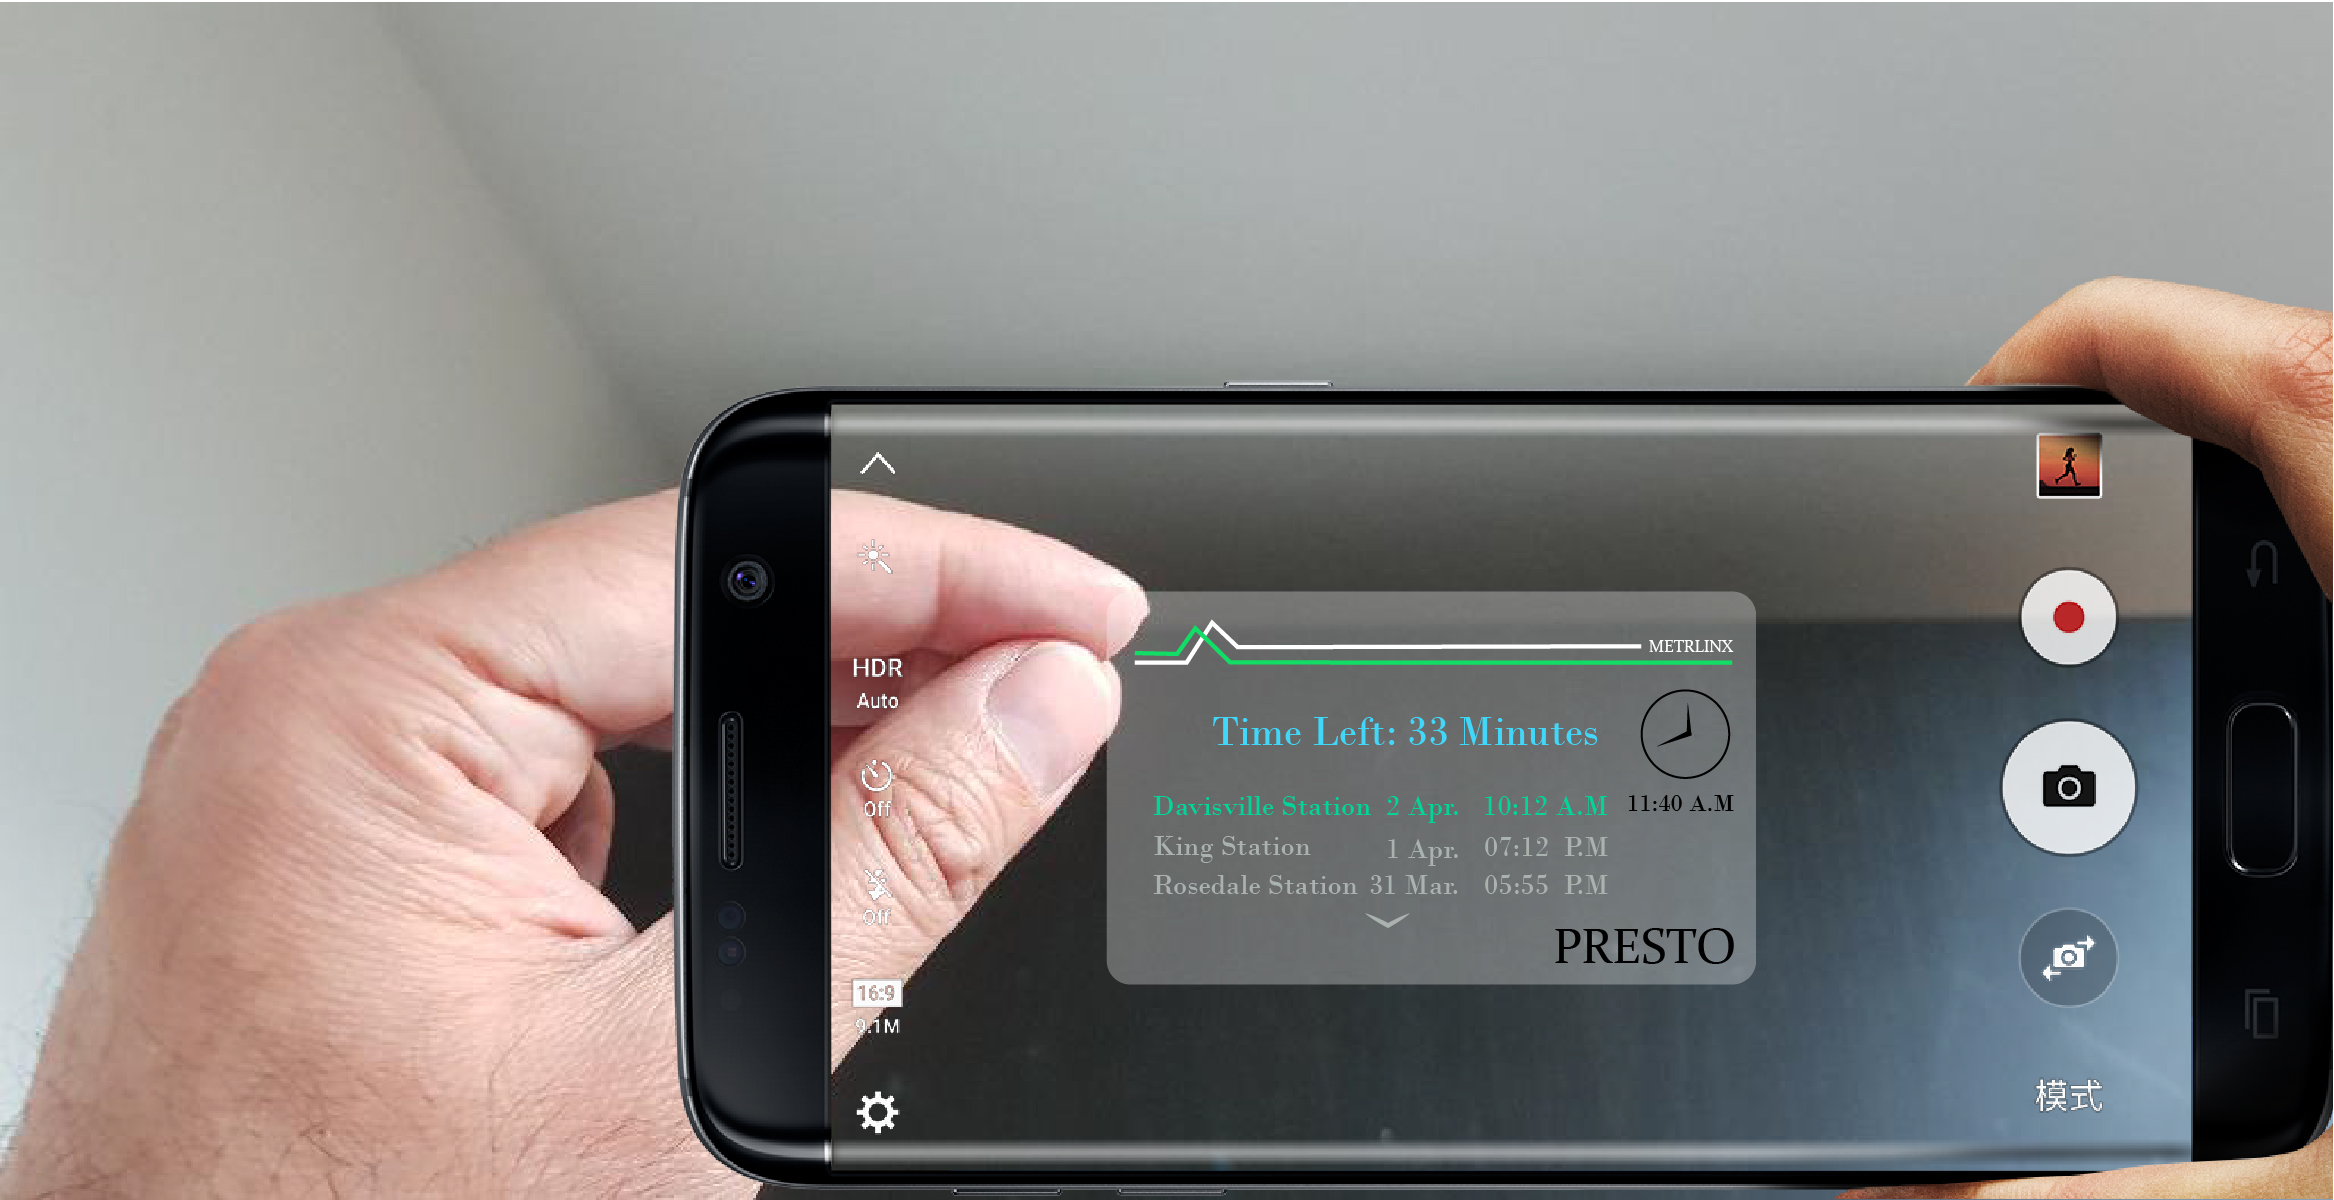 HDR
Auto
Off
Off
16:9
9.1M
METRLINX
Time Left: 33 Minutes
Davisville Station 2 Apr. 10:12 A.M
11:40 A.M
King Station 1 Apr. 07:12 P.M
Rosedale Station 31 Mar. 05:55 P.M
PRESTO
模式